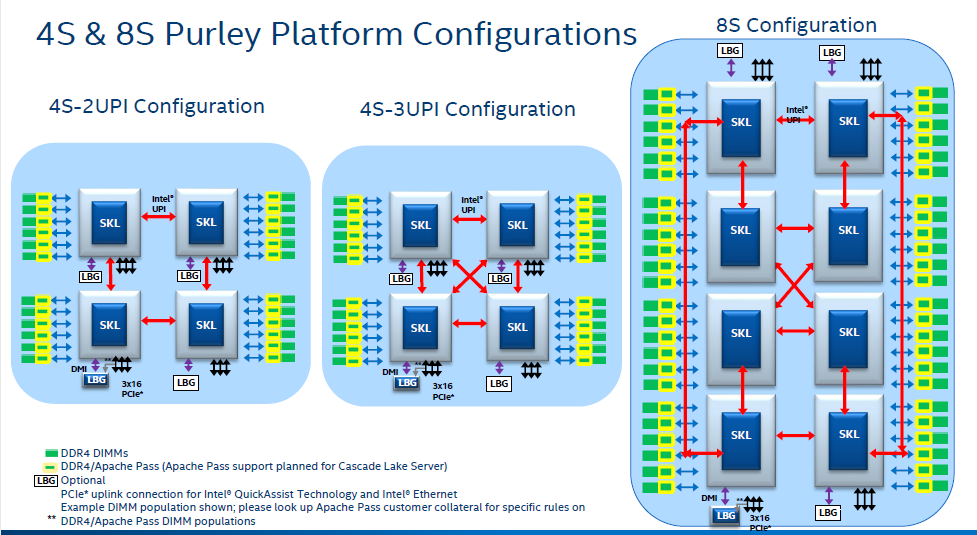 4S & 8S Purley Platform Configurations
8S Configuration
4S-2UPI Configuration
4S-3UPI Configuration
LBG
LBG
SKL
Intel®
UPI
SKL
SKL
Intel®
UPI
SKL
SKL
Intel®
UPI
SKL
SKL
SKL
LBG
LBG
LBG
LBG
SKL
SKL
SKL
SKL
SKL
SKL
DMI
**
LBG
3x16
PCIe*
LBG
DMI
**
LBG
3x16
PCIe*
LBG
SKL
SKL
DMI
**
LBG
3x16
PCIe*
LBG
DDR4 DIMMs
DDR4/Apache Pass (Apache Pass support planned for Cascade Lake Server)
LBG Optional
PCIe* uplink connection for Intel® QuickAssist Technology and Intel® Ethernet
Example DIMM population shown; please look up Apache Pass customer collateral for specific rules on
** DDR4/Apache Pass DIMM populations